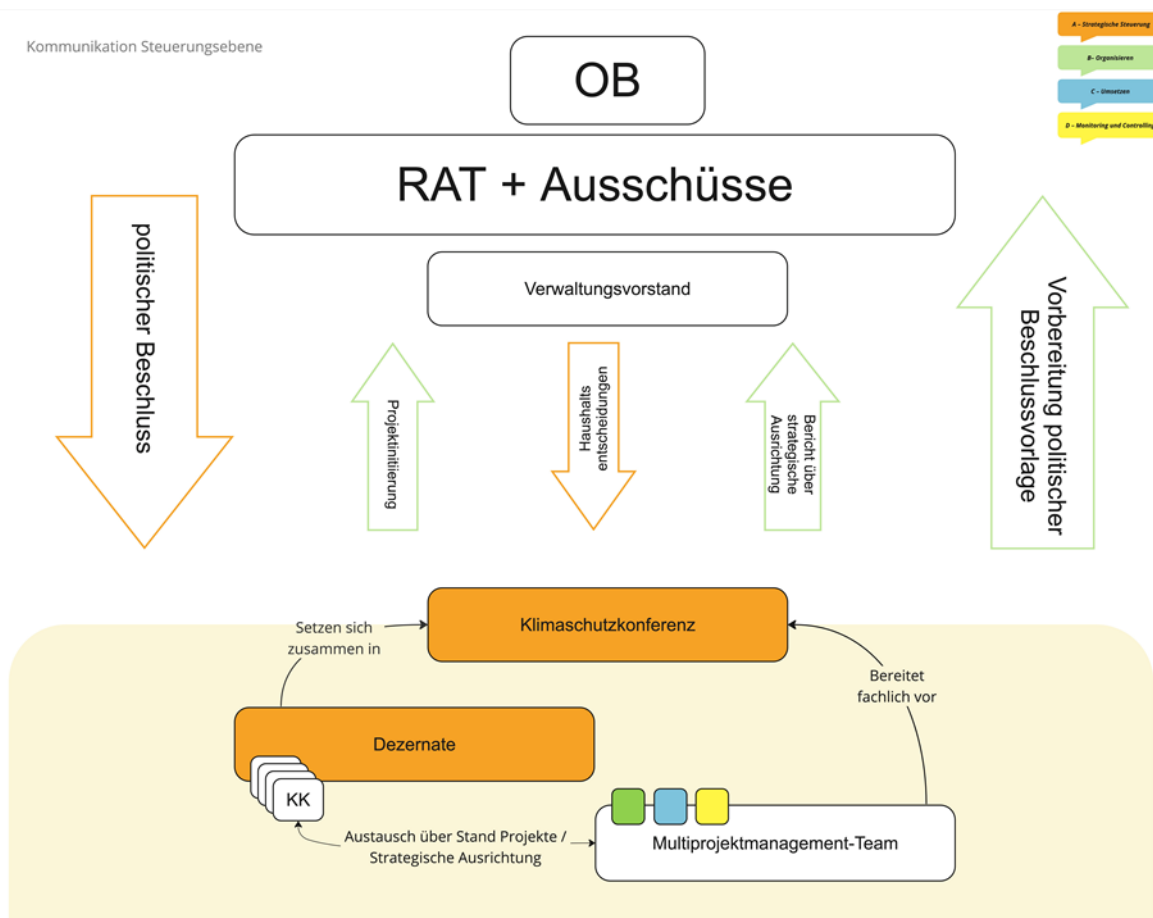 Kommunikation Steuerungsebene
A – Strategische Steuerung
B– Organisieren
C – Umsetzen
D – Monitoring und Controlling
OB
RAT + Ausschüsse
Verwaltungsvorstand
politischer Beschluss
Projektinitiierung
Haushalts
entscheidungen
Bericht über
strategische
Ausrichtung
Vorbereitung politischer
Beschlussvorlage
Klimaschutzkonferenz
Setzen sich
zusammen in
Bereitet
fachlich vor
Dezernate
KK
Austausch über Stand Projekte /
Strategische Ausrichtung
Multiprojektmanagement-Team